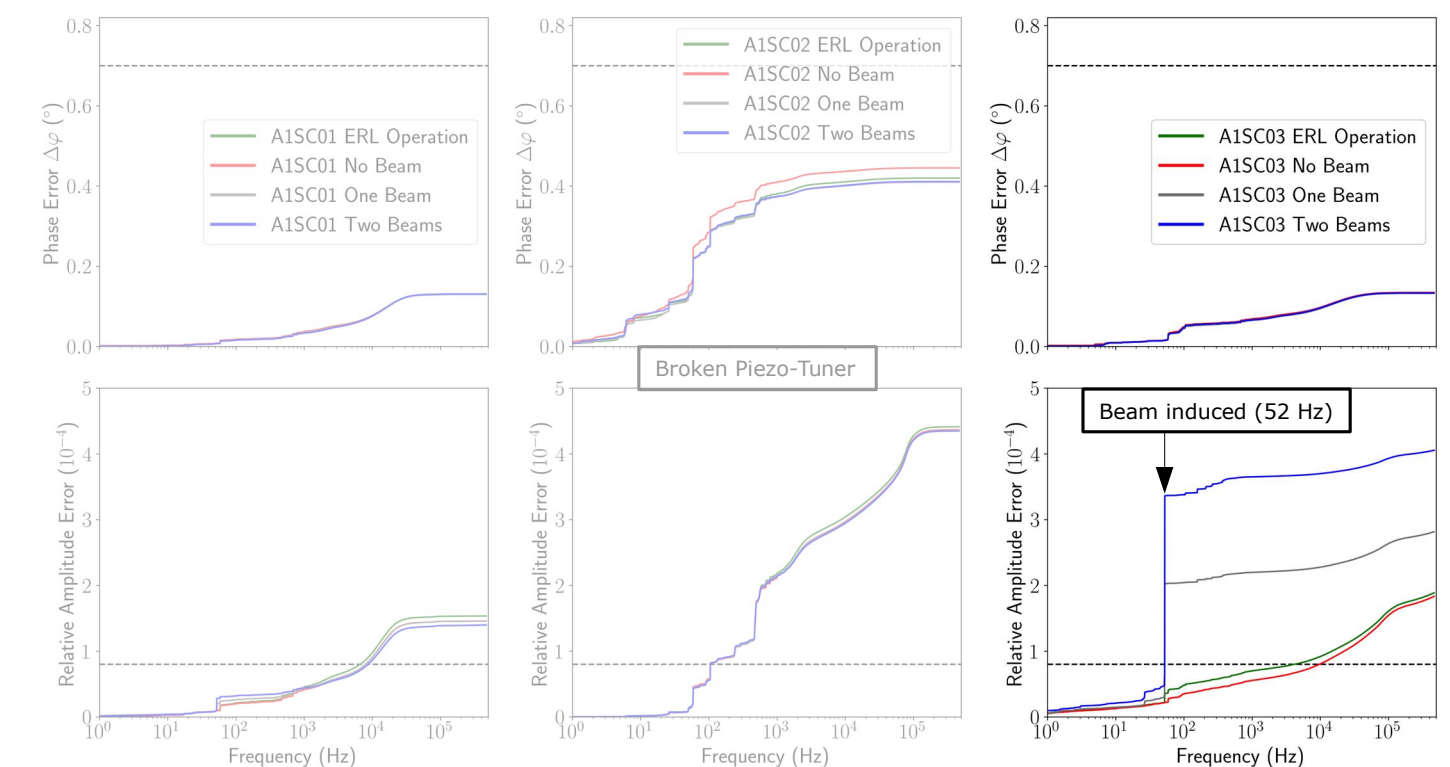 0.8
0.6
0.4
0.2
0.0
Phase Error Δφ (°)
A1SC01 ERL Operation
A1SC01 No Beam
A1SC01 One Beam
A1SC01 Two Beams
0.8
0.6
0.4
0.2
0.0
Phase Error Δφ (°)
A1SC02 ERL Operation
A1SC02 No Beam
A1SC02 One Beam
A1SC02 Two Beams
0.8
0.6
0.4
0.2
0.0
Phase Error Δφ (°)
A1SC03 ERL Operation
A1SC03 No Beam
A1SC03 One Beam
A1SC03 Two Beams
Broken Piezo-Tuner
5
4
3
2
1
0
Relative Amplitude Error (10⁻⁴)
10⁰ 10¹ 10² 10³ 10⁴ 10⁵
Frequency (Hz)
5
4
3
2
1
0
Relative Amplitude Error (10⁻⁴)
10⁰ 10¹ 10² 10³ 10⁴ 10⁵
Frequency (Hz)
Beam induced (52 Hz)
5
4
3
2
1
0
Relative Amplitude Error (10⁻⁴)
10⁰ 10¹ 10² 10³ 10⁴ 10⁵
Frequency (Hz)